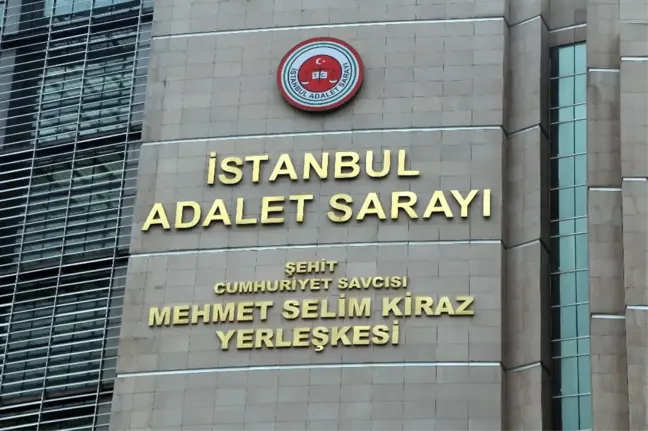 İSTANBUL ADALET SARAYI
İSTANBUL
ADALET SARAYI
ŞEHİT
CUMHURİYET SAVCISI
MEHMET SELİM KİRAZ
YERLEŞKESİ